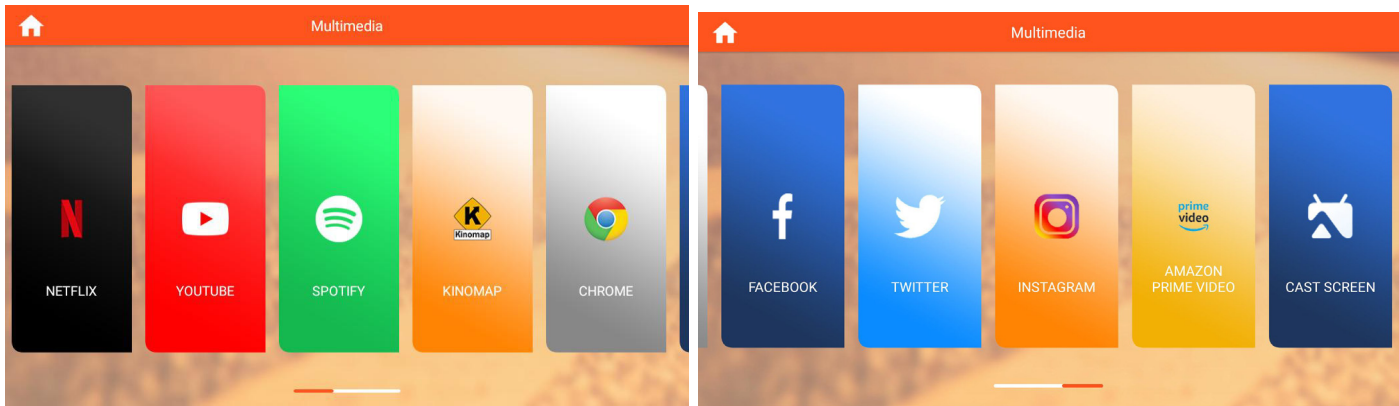 Multimedia
NETFLIX
YOUTUBE
SPOTIFY
K
Kinomap
KINOMAP
CHROME
Multimedia
FACEBOOK
TWITTER
INSTAGRAM
prime
video
AMAZON
PRIME VIDEO
CAST SCREEN